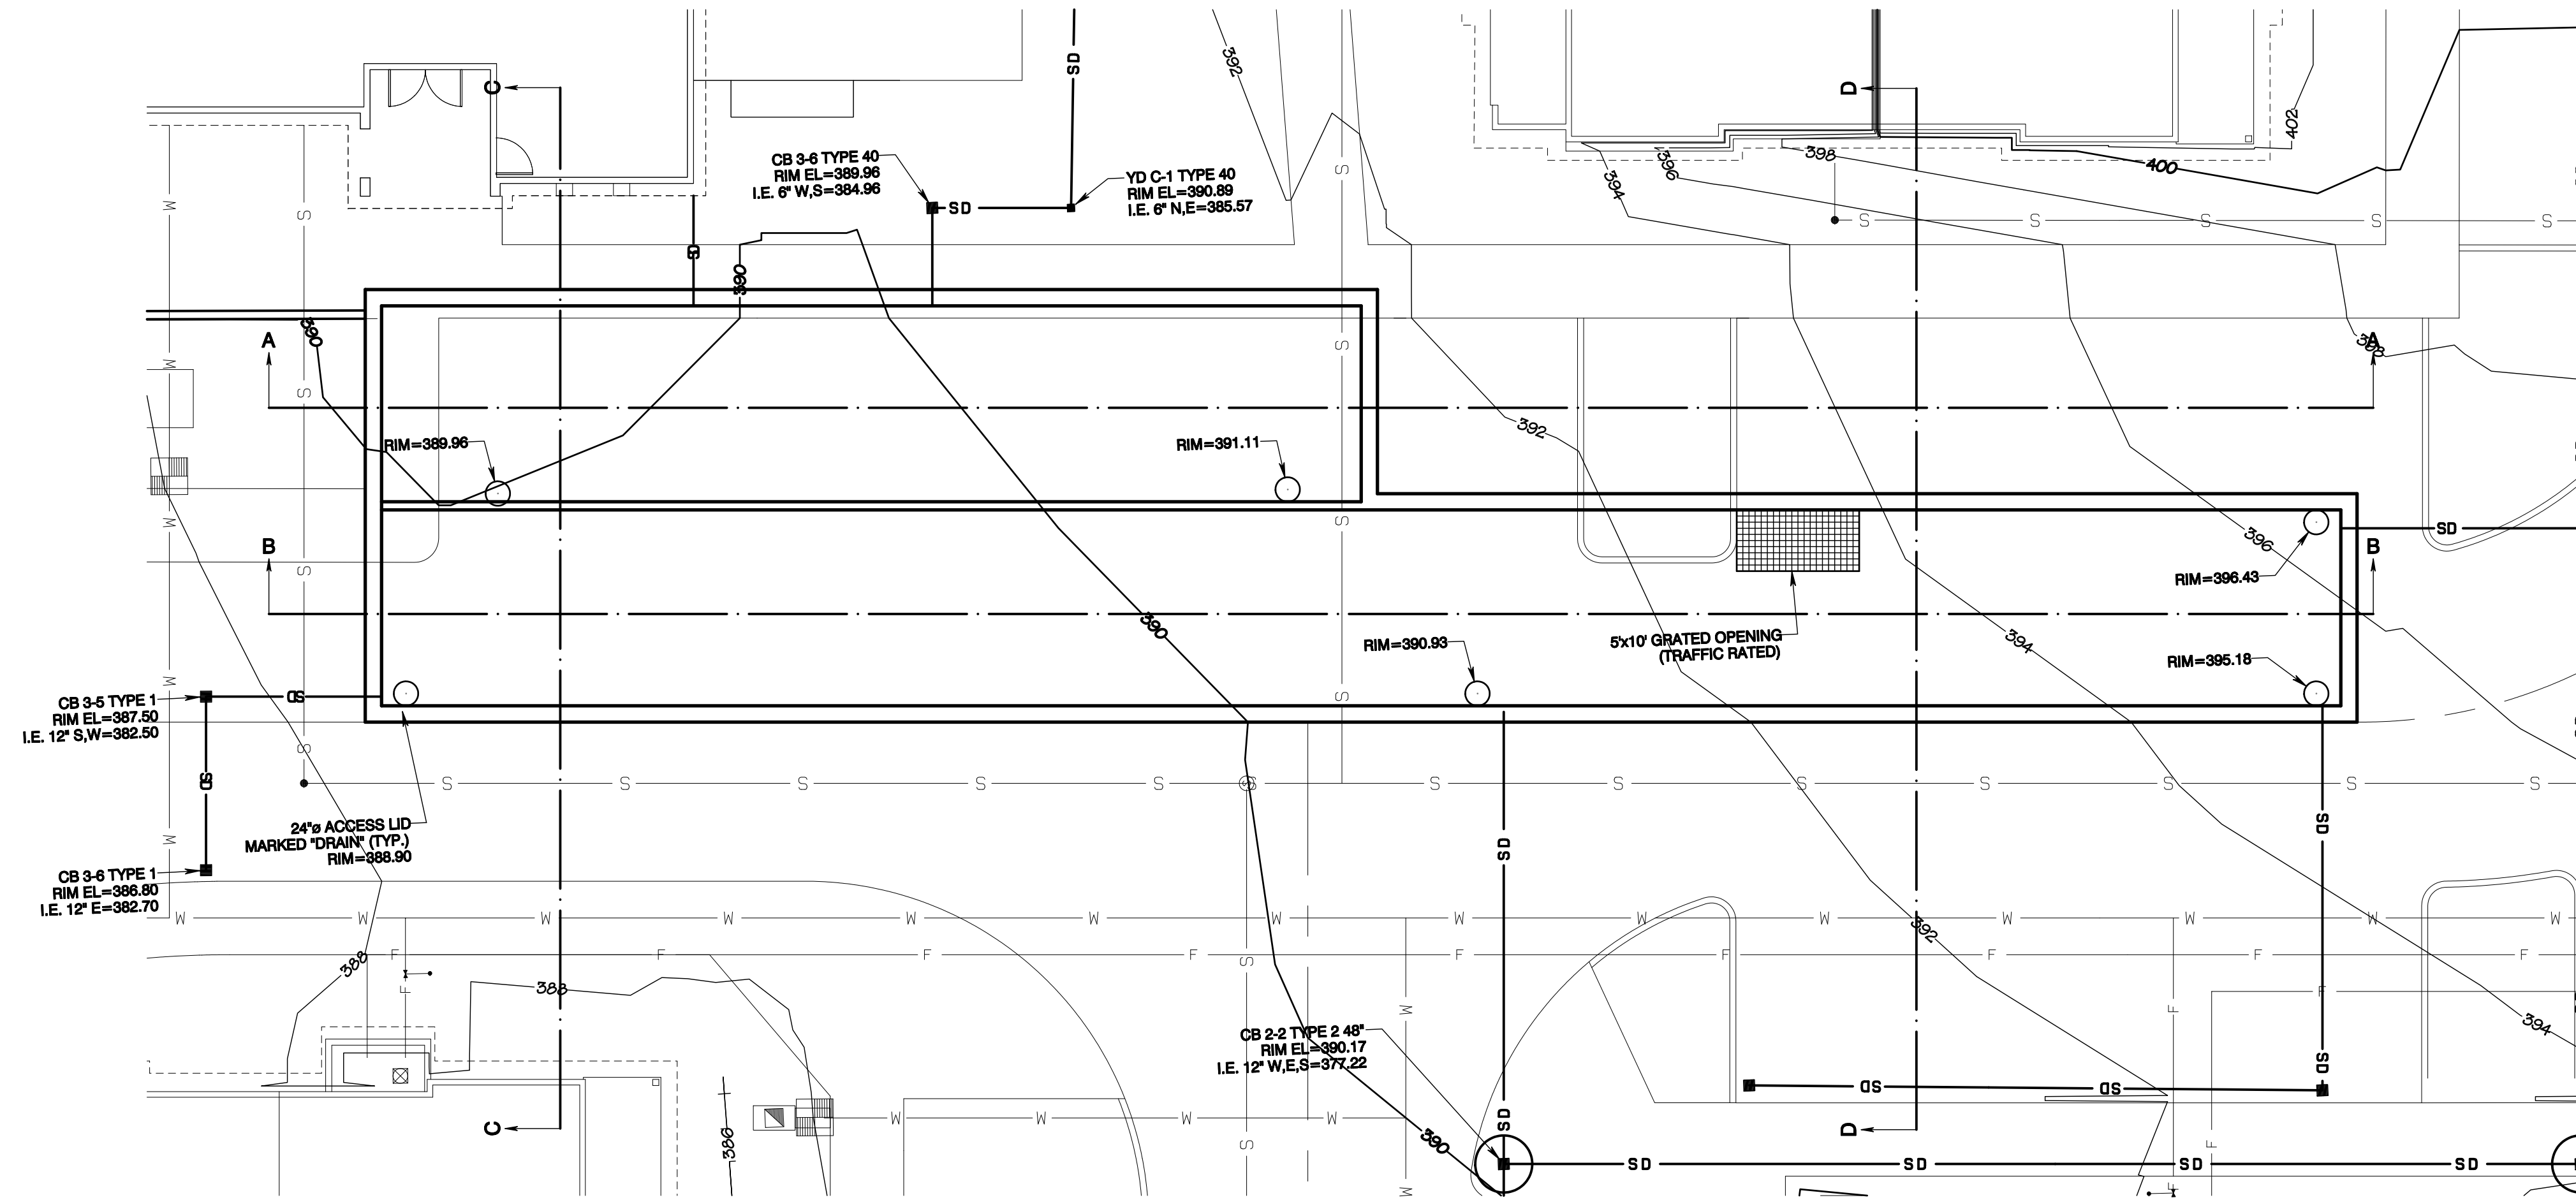 C
SD
392
D
402
CB 3-6 TYPE 40
RIM EL=389.96
I.E. 6" W,S=384.96
SD
YD C-1 TYPE 40
RIM EL=390.89
I.E. 6" N,E=385.57
394
396
398
400
M
S
S
S
S
S
S
S
SD
390
390
A
398
A
M
S
S
RIM=389.96
RIM=391.11
392
M
S
S
396
SD
B
B
S
RIM=396.43
390
394
5'x10' GRATED OPENING
(TRAFFIC RATED)
RIM=390.93
RIM=395.18
M
CB 3-5 TYPE 1
RIM EL=387.50
I.E. 12" S,W=382.50
SD
S
S
SD
S
S
S
S
S
S
S
S
S
S
S
S
S
24"ø ACCESS LID
MARKED "DRAIN" (TYP.)
RIM=388.90
M
SD
SD
CB 3-6 TYPE 1
RIM EL=386.80
I.E. 12" E=382.70
W
W
W
W
W
W
W
W
W
W
W
W
W
W
392
388
F
F
F
F
F
F
F
F
F
S
F
388
M
F
F
394
CB 2-2 TYPE 2 48"
RIM EL=390.17
I.E. 12" W,E,S=377.22
SD
SD
SD
386
W
W
W
W
C
SD
D
390
S
F
SD
SD
SD
SD
M
F